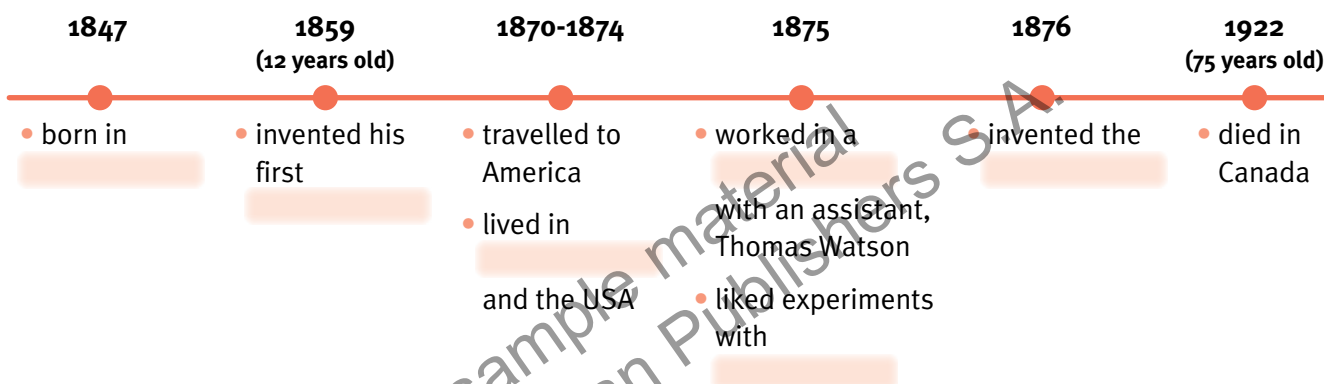 1847
born in
1859
(12 years old)
invented his
first
1870-1874
travelled to
America
lived in
and the USA
1875
worked in a
with an assistant,
Thomas Watson
liked experiments
with
1876
invented the
1922
(75 years old)
died in
Canada
sample material
Publishers S.A.